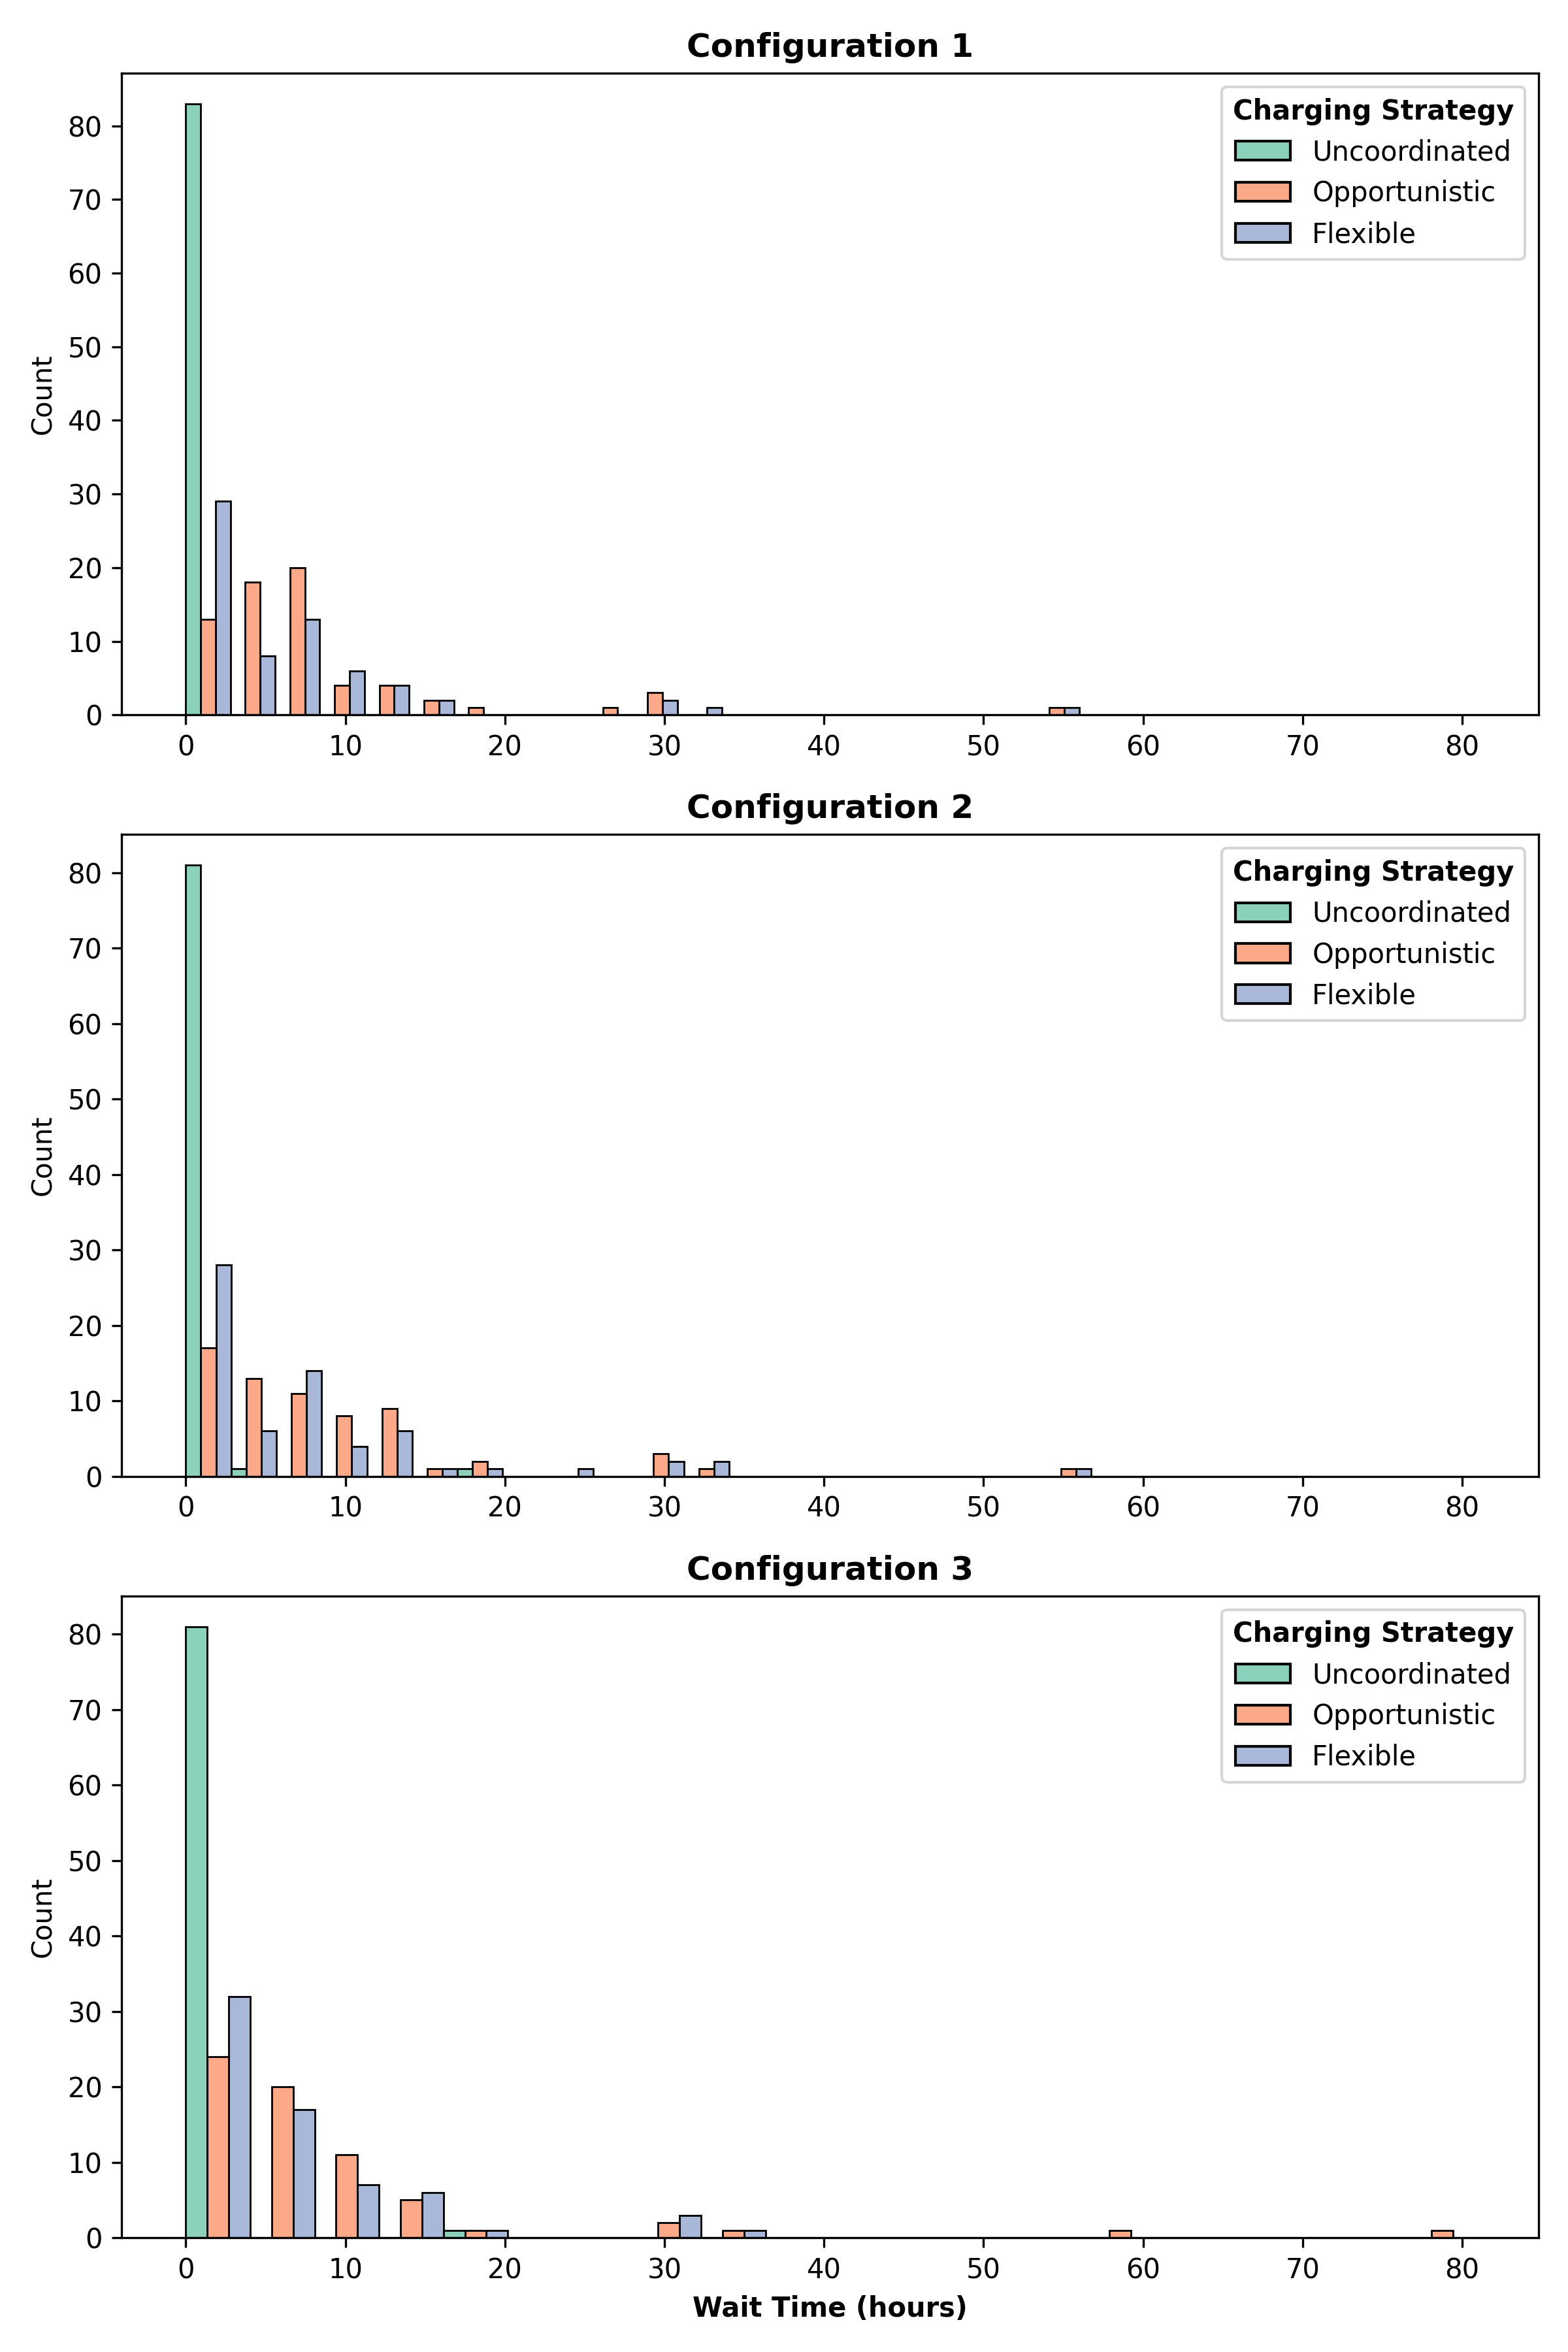 Configuration 1
Charging Strategy
Uncoordinated
Opportunistic
Flexible
Count
80
70
60
50
40
30
20
10
0
0 10 20 30 40 50 60 70 80
Configuration 2
Charging Strategy
Uncoordinated
Opportunistic
Flexible
Count
80
70
60
50
40
30
20
10
0
0 10 20 30 40 50 60 70 80
Configuration 3
Charging Strategy
Uncoordinated
Opportunistic
Flexible
Count
80
70
60
50
40
30
20
10
0
0 10 20 30 40 50 60 70 80
Wait Time (hours)